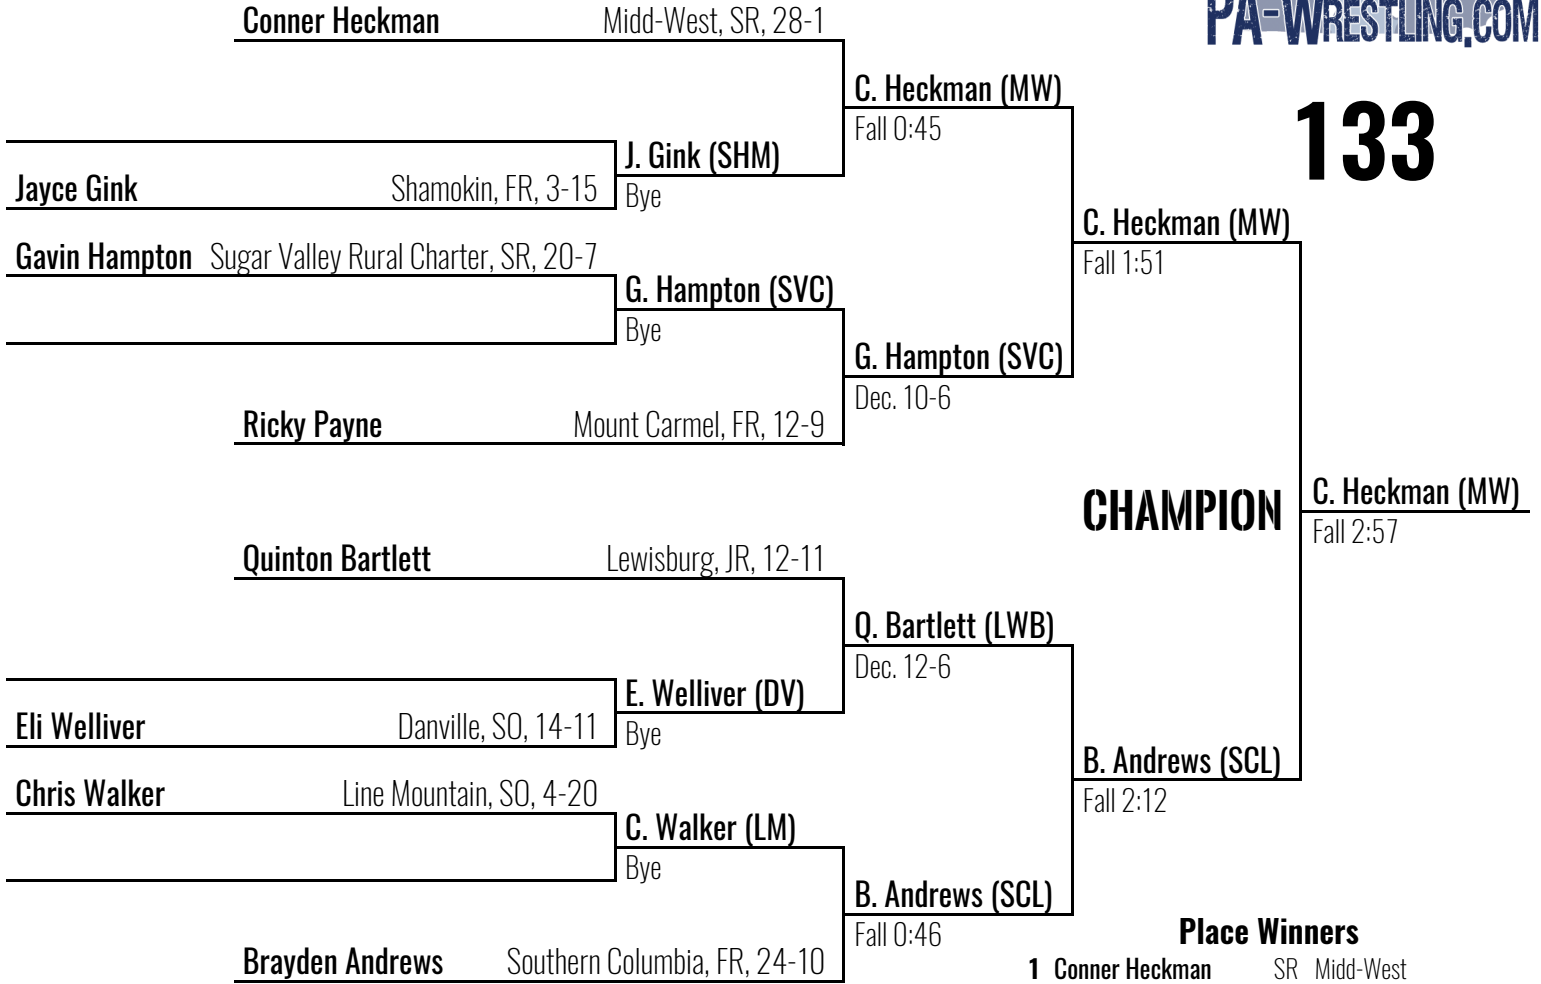 Conner Heckman Midd-West, SR, 28-1
PA-WRESTLING.COM
C. Heckman (MW)
Fall 0:45
133
J. Gink (SHM)
Bye
Jayce Gink Shamokin, FR, 3-15
C. Heckman (MW)
Fall 1:51
Gavin Hampton Sugar Valley Rural Charter, SR, 20-7
G. Hampton (SVC)
Bye
G. Hampton (SVC)
Dec. 10-6
Ricky Payne Mount Carmel, FR, 12-9
CHAMPION
C. Heckman (MW)
Fall 2:57
Quinton Bartlett Lewisburg, JR, 12-11
Q. Bartlett (LWB)
Dec. 12-6
E. Welliver (DV)
Bye
Eli Welliver Danville, SO, 14-11
B. Andrews (SCL)
Fall 2:12
Chris Walker Line Mountain, SO, 4-20
C. Walker (LM)
Bye
B. Andrews (SCL)
Fall 0:46
Brayden Andrews Southern Columbia, FR, 24-10
Place Winners
1 Conner Heckman SR Midd-West